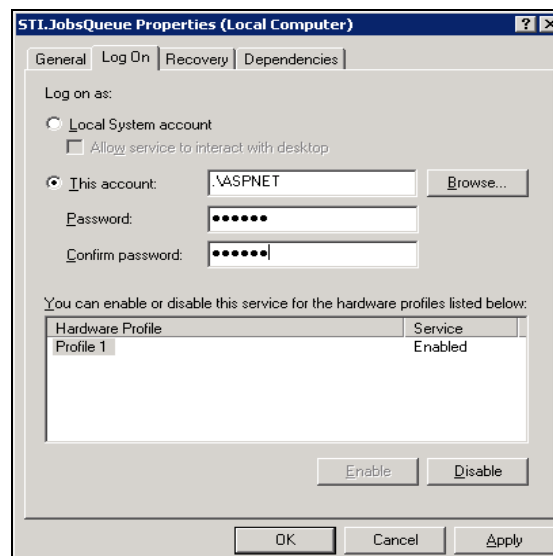 STI.JobsQueue Properties (Local Computer)
General Log On Recovery Dependencies
Log on as:
Local System account
Allow service to interact with desktop
This account: .\ASPNET Browse...
Password: ●●●●●●
Confirm password: ●●●●●●
You can enable or disable this service for the hardware profiles listed below:
Hardware Profile Service
Profile 1 Enabled
Enable Disable
OK Cancel Apply